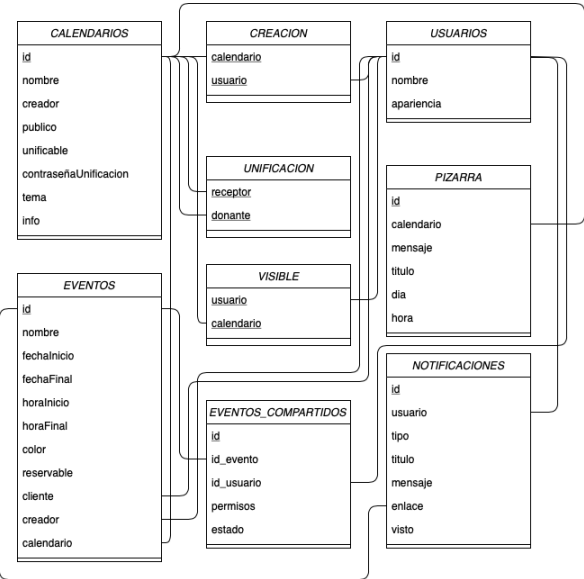 CALENDARIOS
id
nombre
creador
publico
unificable
contraseñaUnificacion
tema
info
CREACION
calendario
usuario
USUARIOS
id
nombre
apariencia
UNIFICACION
receptor
donante
PIZARRA
id
calendario
mensaje
titulo
dia
hora
VISIBLE
usuario
calendario
EVENTOS
id
nombre
fechaInicio
fechaFinal
horaInicio
horaFinal
color
reservable
cliente
creador
calendario
EVENTOS_COMPARTIDOS
id
id_evento
id_usuario
permisos
estado
NOTIFICACIONES
id
usuario
tipo
titulo
mensaje
enlace
visto